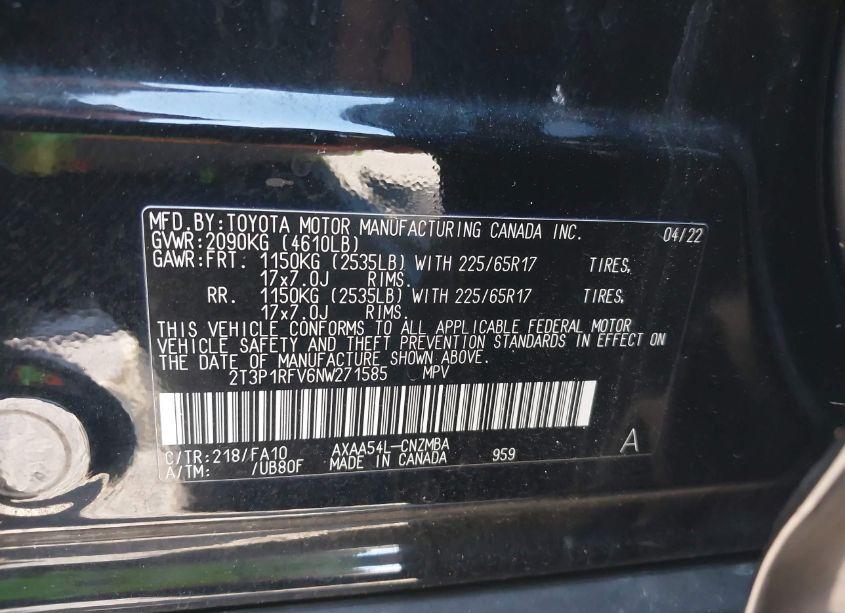 MFD.BY:TOYOTA MOTOR MANUFACTURING CANADA INC. 04/22
GVWR:2090KG (4610LB)
GAWR:FRT. 1150KG (2535LB) WITH 225/65R17 TIRES,
17x7.0J RIMS.
RR. 1150KG (2535LB) WITH 225/65R17 TIRES,
17x7.0J RIMS.
THIS VEHICLE CONFORMS TO ALL APPLICABLE FEDERAL MOTOR
VEHICLE SAFETY AND THEFT PREVENTION STANDARDS IN EFFECT ON
THE DATE OF MANUFACTURE SHOWN ABOVE.
2T3P1RFV6NW271585 MPV
C/TR:218/FA10 AXAA54L-CNZMBA A
A/TM: /UB80F MADE IN CANADA 959